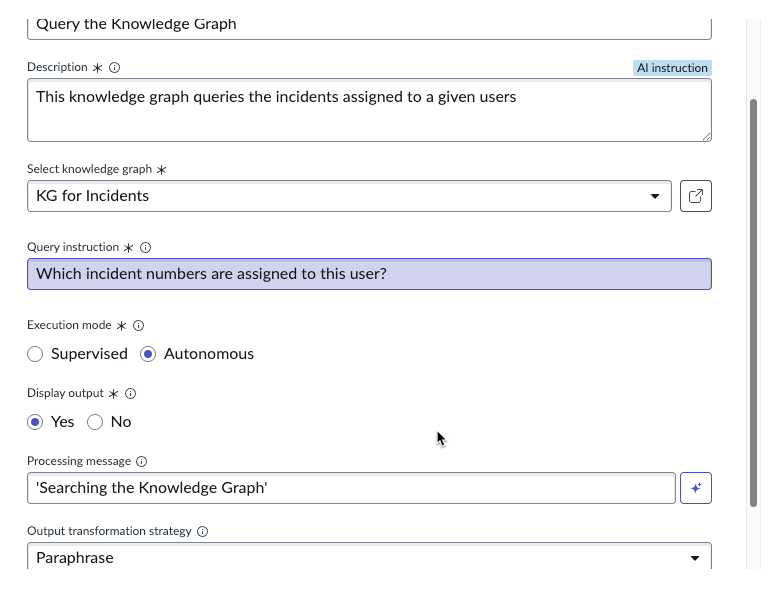 Query the Knowledge Graph
Description *
AI instruction
This knowledge graph queries the incidents assigned to a given users
Select knowledge graph *
KG for Incidents
Query instruction *
Which incident numbers are assigned to this user?
Execution mode *
Supervised Autonomous
Display output *
Yes No
Processing message
'Searching the Knowledge Graph'
Output transformation strategy
Paraphrase